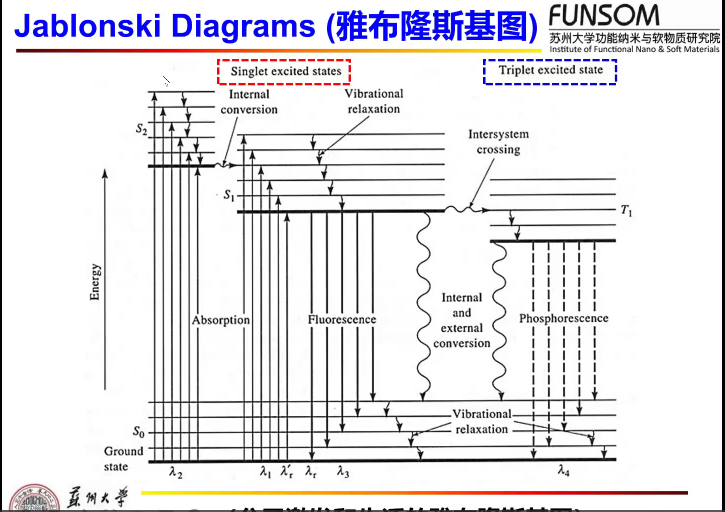 Jablonski Diagrams (雅布隆斯基图)
FUNSOM
苏州大学功能纳米与软物质研究院
Institute of Functional Nano & Soft Materials
Singlet excited states
Triplet excited state
Internal
conversion
Vibrational
relaxation
Intersystem
crossing
S2
S1
T1
Energy
Absorption
Fluorescence
Internal
and
external
conversion
Phosphorescence
Vibrational
relaxation
S0
Ground
state
λ2
λ1
λ'r
λr
λ3
λ4
苏州大学